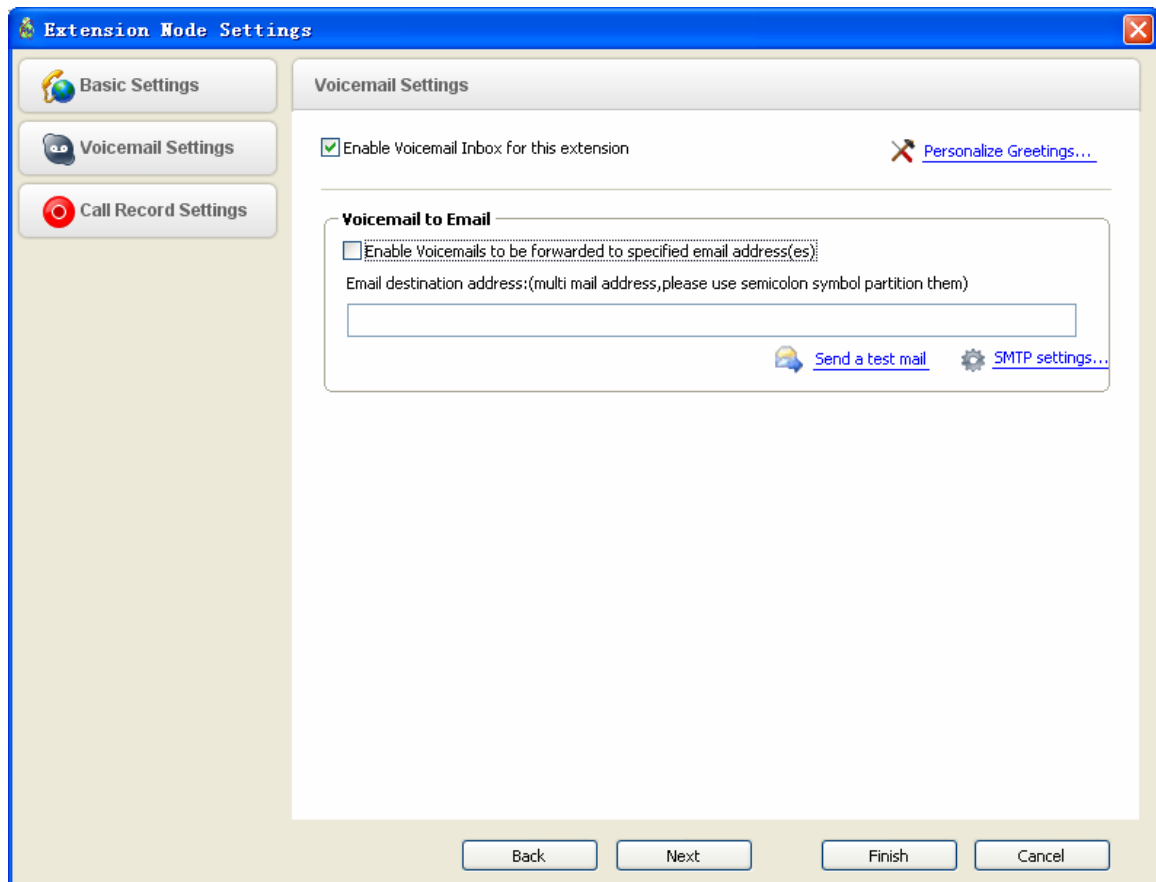 Extension Node Settings
Basic Settings
Voicemail Settings
Call Record Settings
Voicemail Settings
Enable Voicemail Inbox for this extension
Personalize Greetings...
Voicemail to Email
Enable Voicemails to be forwarded to specified email address(es)
Email destination address:(multi mail address,please use semicolon symbol partition them)
Send a test mail
SMTP settings...
Back
Next
Finish
Cancel